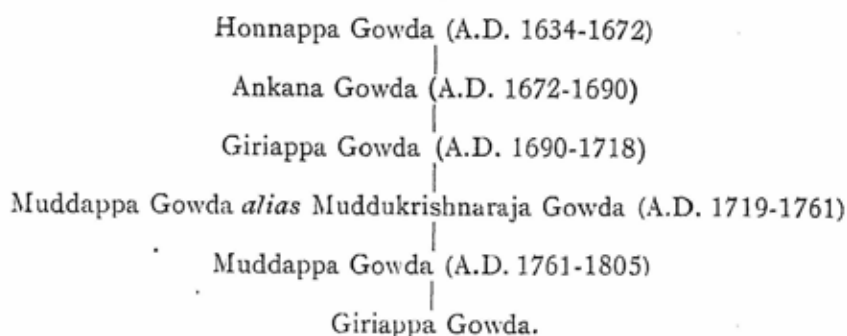 Honnappa Gowda (A.D. 1634-1672)
Ankana Gowda (A.D. 1672-1690)
Giriappa Gowda (A.D. 1690-1718)
Muddappa Gowda alias Muddukrishnaraja Gowda (A.D. 1719-1761)
Muddappa Gowda (A.D. 1761-1805)
Giriappa Gowda.